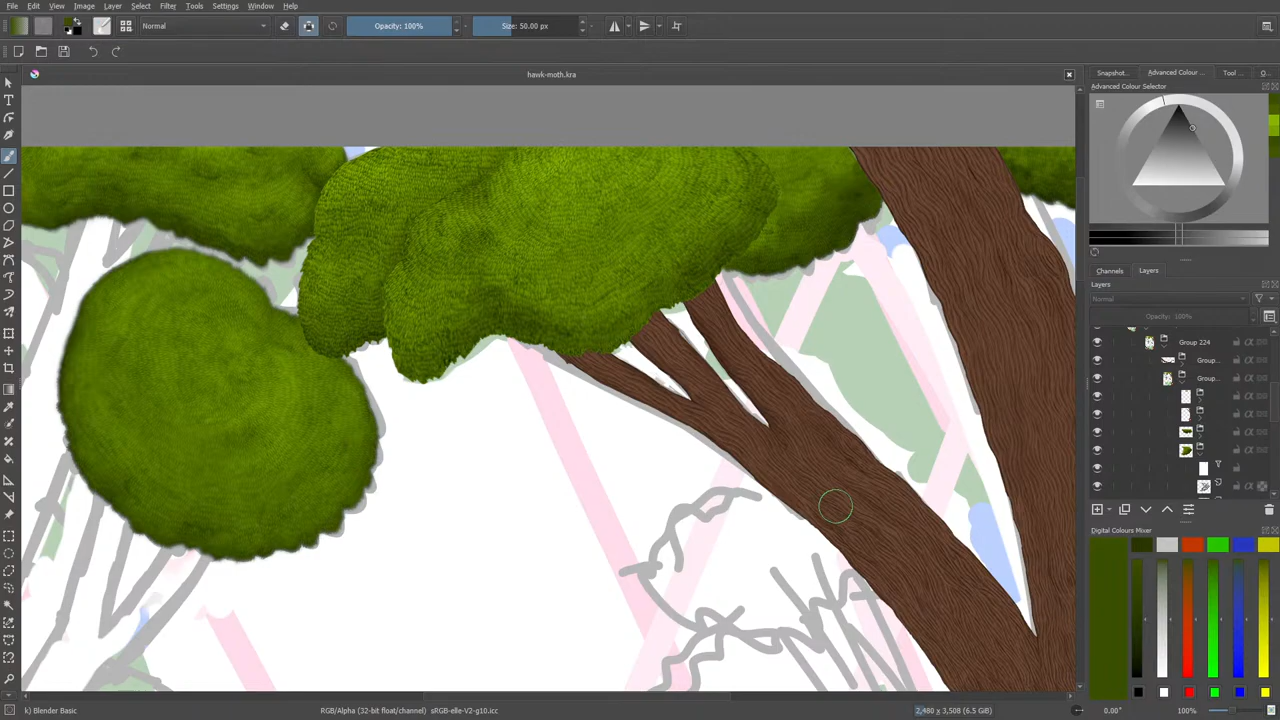 File Edit View Image Layer Select Filter Tools Settings Window Help
Normal Opacity: 100% Size: 50.00 px
hawk-moth.kra
Snapshot... Advanced Colour ... Tool ... O...
Advanced Colour Selector
Channels Layers
Layers
Normal
Opacity: 100%
Group 224
Group...
Group...
Digital Colours Mixer
k) Blender Basic RGB/Alpha (32-bit float/channel) sRGB-elle-V2-g10.icc 2,480 x 3,508 (6.5 GiB) 0.00° 100%